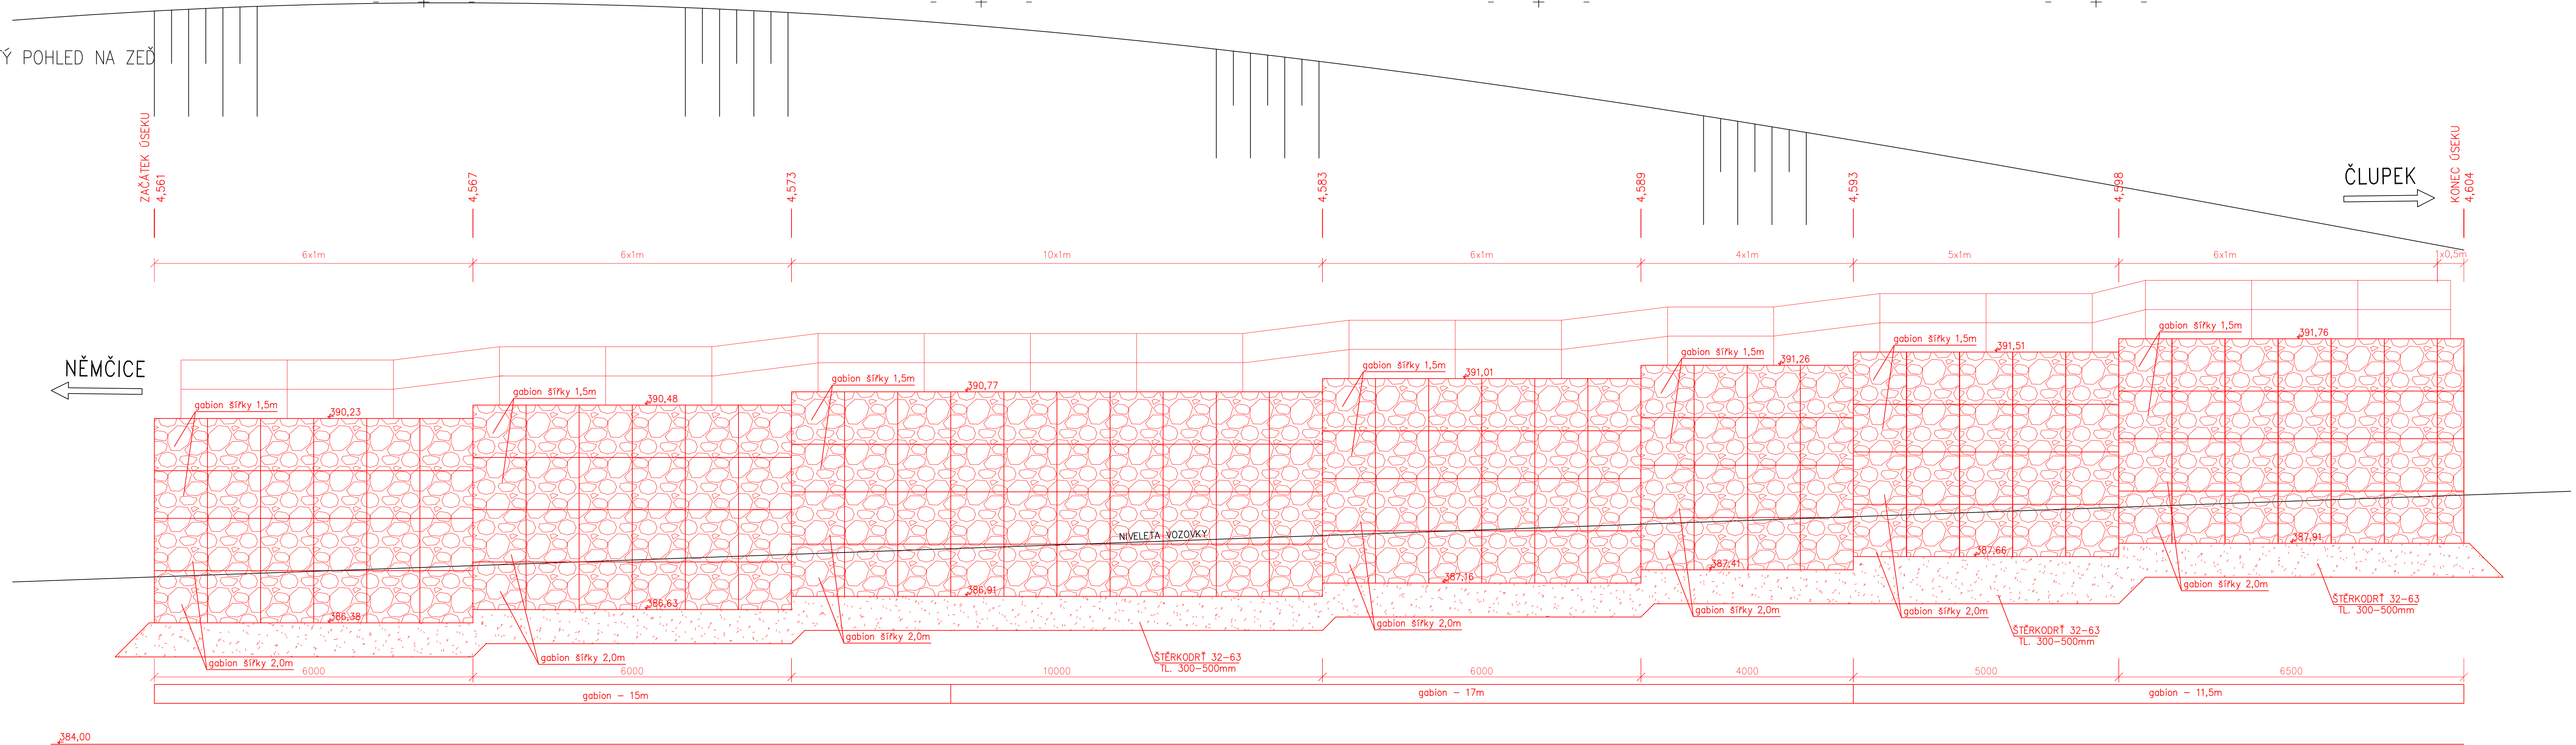 TÝ POHLED NA ZEĎ
ZAČÁTEK ÚSEKU
4,561
4,567
4,573
4,583
4,589
4,593
4,598
KONEC ÚSEKU
4,604
ČLUPEK
6x1m
6x1m
10x1m
6x1m
4x1m
5x1m
6x1m
1x0,5m
NĚMČICE
gabion šířky 1,5m
390,23
gabion šířky 1,5m
390,48
gabion šířky 1,5m
390,77
gabion šířky 1,5m
391,01
gabion šířky 1,5m
391,26
gabion šířky 1,5m
391,51
gabion šířky 1,5m
391,76
NIVELETA VOZOVKY
386,38
386,63
386,91
387,16
387,41
387,66
387,91
gabion šířky 2,0m
gabion šířky 2,0m
gabion šířky 2,0m
gabion šířky 2,0m
gabion šířky 2,0m
gabion šířky 2,0m
gabion šířky 2,0m
ŠTĚRKODRŤ 32-63
TL. 300-500mm
ŠTĚRKODRŤ 32-63
TL. 300-500mm
ŠTĚRKODRŤ 32-63
TL. 300-500mm
6000
6000
10000
6000
4000
5000
6500
gabion - 15m
gabion - 17m
gabion - 11,5m
384,00